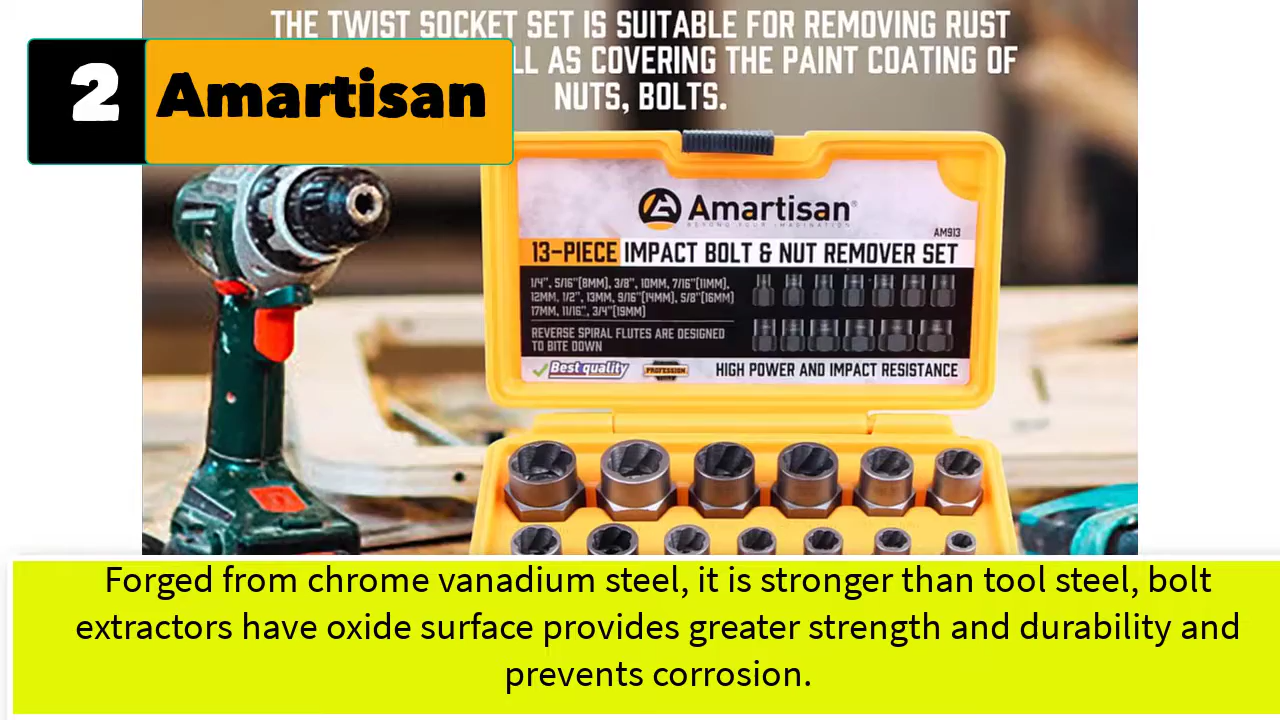 THE TWIST SOCKET SET IS SUITABLE FOR REMOVING RUST
LL AS COVERING THE PAINT COATING OF
NUTS, BOLTS.
2 Amartisan
Amartisan®
BEYOND YOUR IMAGINATION
AM913
13-PIECE IMPACT BOLT & NUT REMOVER SET
1/4", 5/16"(8MM), 3/8", 10MM, 7/16"(11MM),
12MM, 1/2", 13MM, 9/16"(14MM), 5/8"(16MM)
17MM, 11/16", 3/4"(19MM)
REVERSE SPIRAL FLUTES ARE DESIGNED
TO BITE DOWN
Best quality PROFESSION HIGH POWER AND IMPACT RESISTANCE
Forged from chrome vanadium steel, it is stronger than tool steel, bolt
extractors have oxide surface provides greater strength and durability and
prevents corrosion.